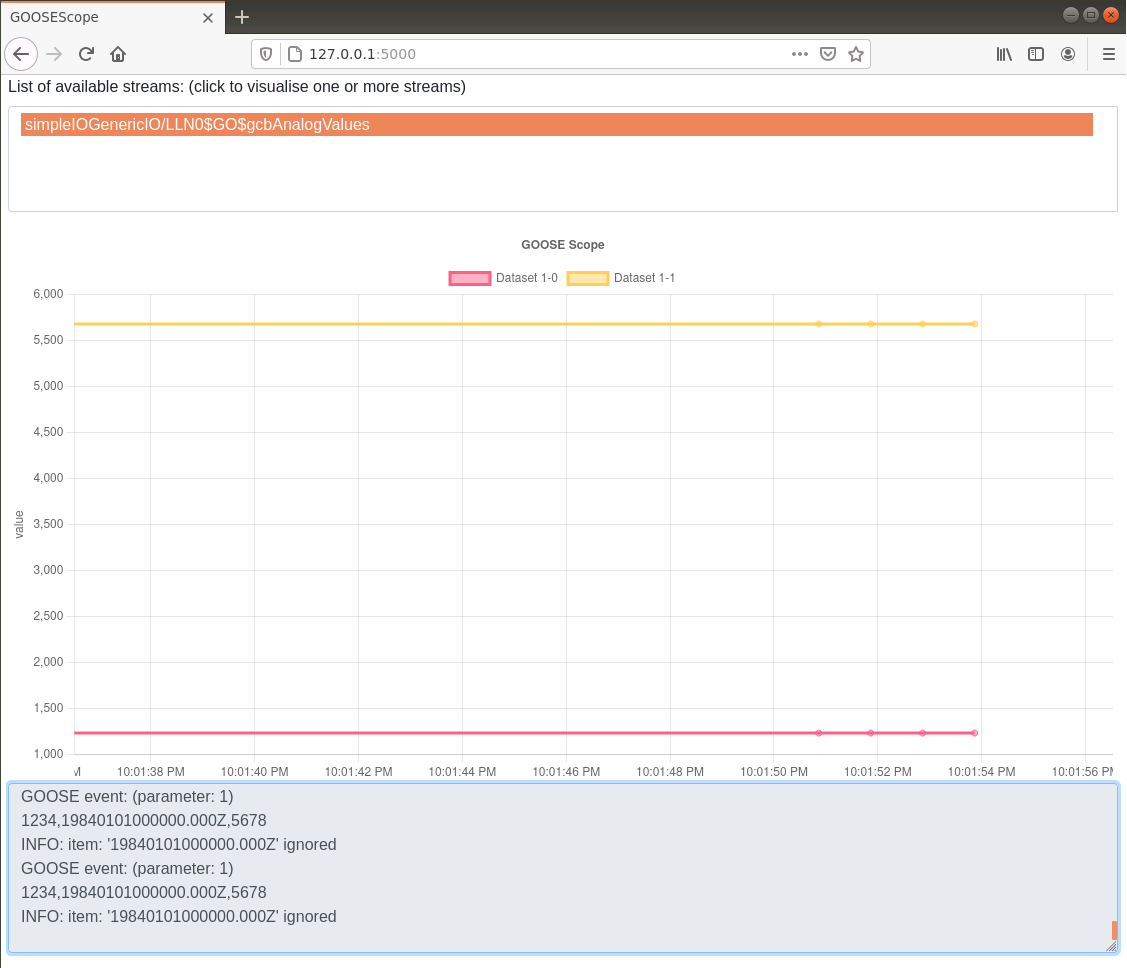 GOOSEScope
127.0.0.1:5000
List of available streams: (click to visualise one or more streams)
simpleIOGenericIO/LLN0$GO$gcbAnalogValues
GOOSE Scope
Dataset 1-0 Dataset 1-1
6,000
5,500
5,000
4,500
4,000
3,500
3,000
2,500
2,000
1,500
1,000
value
M 10:01:38 PM 10:01:40 PM 10:01:42 PM 10:01:44 PM 10:01:46 PM 10:01:48 PM 10:01:50 PM 10:01:52 PM 10:01:54 PM 10:01:56 PM
GOOSE event: (parameter: 1)
1234,19840101000000.000Z,5678
INFO: item: '19840101000000.000Z' ignored
GOOSE event: (parameter: 1)
1234,19840101000000.000Z,5678
INFO: item: '19840101000000.000Z' ignored